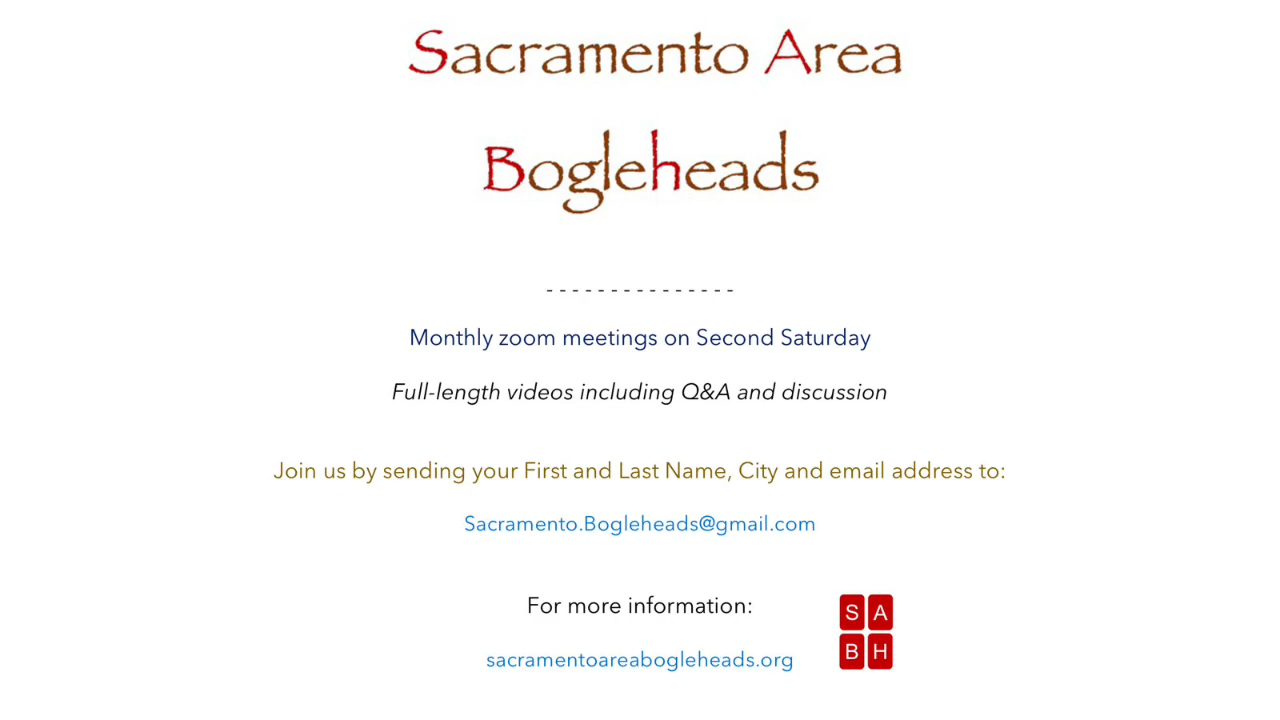 Sacramento Area
Bogleheads
- - - - - - - - - - - - - - -
Monthly zoom meetings on Second Saturday
Full-length videos including Q&A and discussion
Join us by sending your First and Last Name, City and email address to:
Sacramento.Bogleheads@gmail.com
For more information:
sacramentoareabogleheads.org
S A
B H